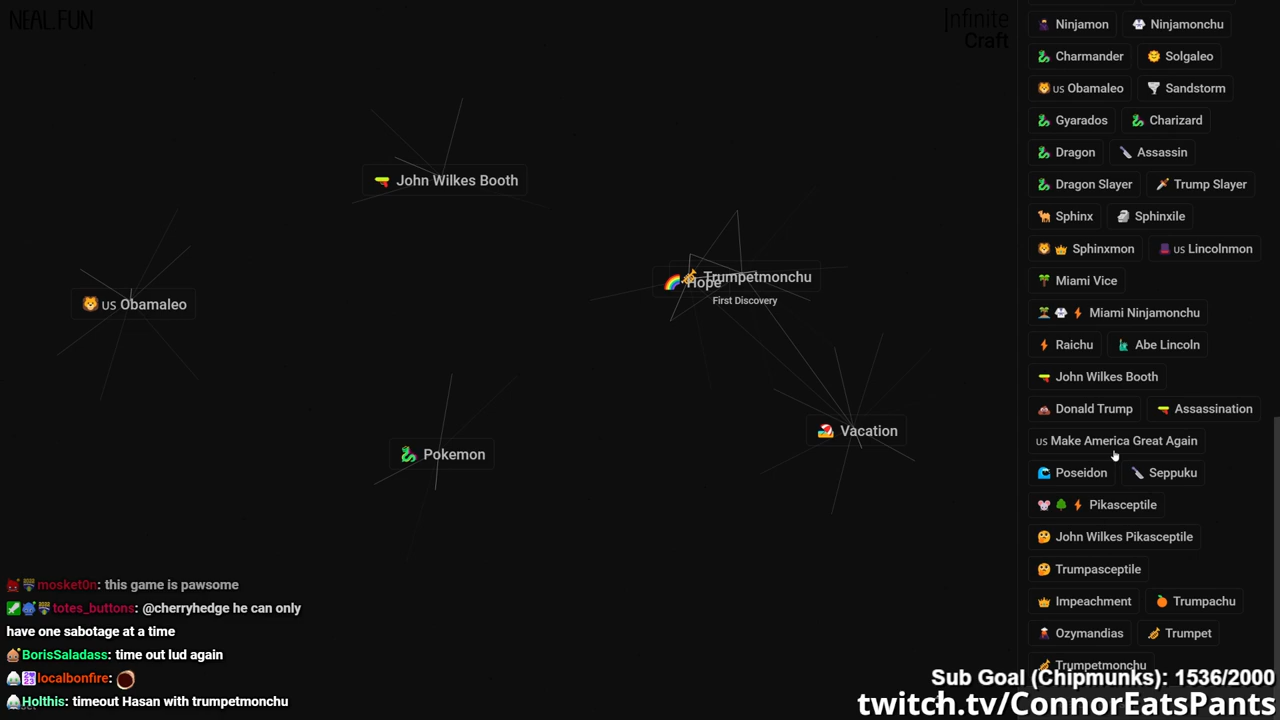 NEAL.FUN
Infinite
Craft
John Wilkes Booth
US Obamaleo
Hope
Trumpetmonchu
First Discovery
Pokemon
Vacation
Ninjamon Ninjamonchu
Charmander Solgaleo
US Obamaleo Sandstorm
Gyarados Charizard
Dragon Assassin
Dragon Slayer Trump Slayer
Sphinx Sphinxile
Sphinxmon US Lincolnmon
Miami Vice
Miami Ninjamonchu
Raichu Abe Lincoln
John Wilkes Booth
Donald Trump Assassination
US Make America Great Again
Poseidon Seppuku
Pikasceptile
John Wilkes Pikasceptile
Trumpasceptile
Impeachment Trumpachu
Ozymandias Trumpet
Trumpetmonchu
mosket0n: this game is pawsome
totes_buttons: @cherryhedge he can only
have one sabotage at a time
BorisSaladass: time out lud again
localbonfire:
Holthis: timeout Hasan with trumpetmonchu
Sub Goal (Chipmunks): 1536/2000
twitch.tv/ConnorEatsPants